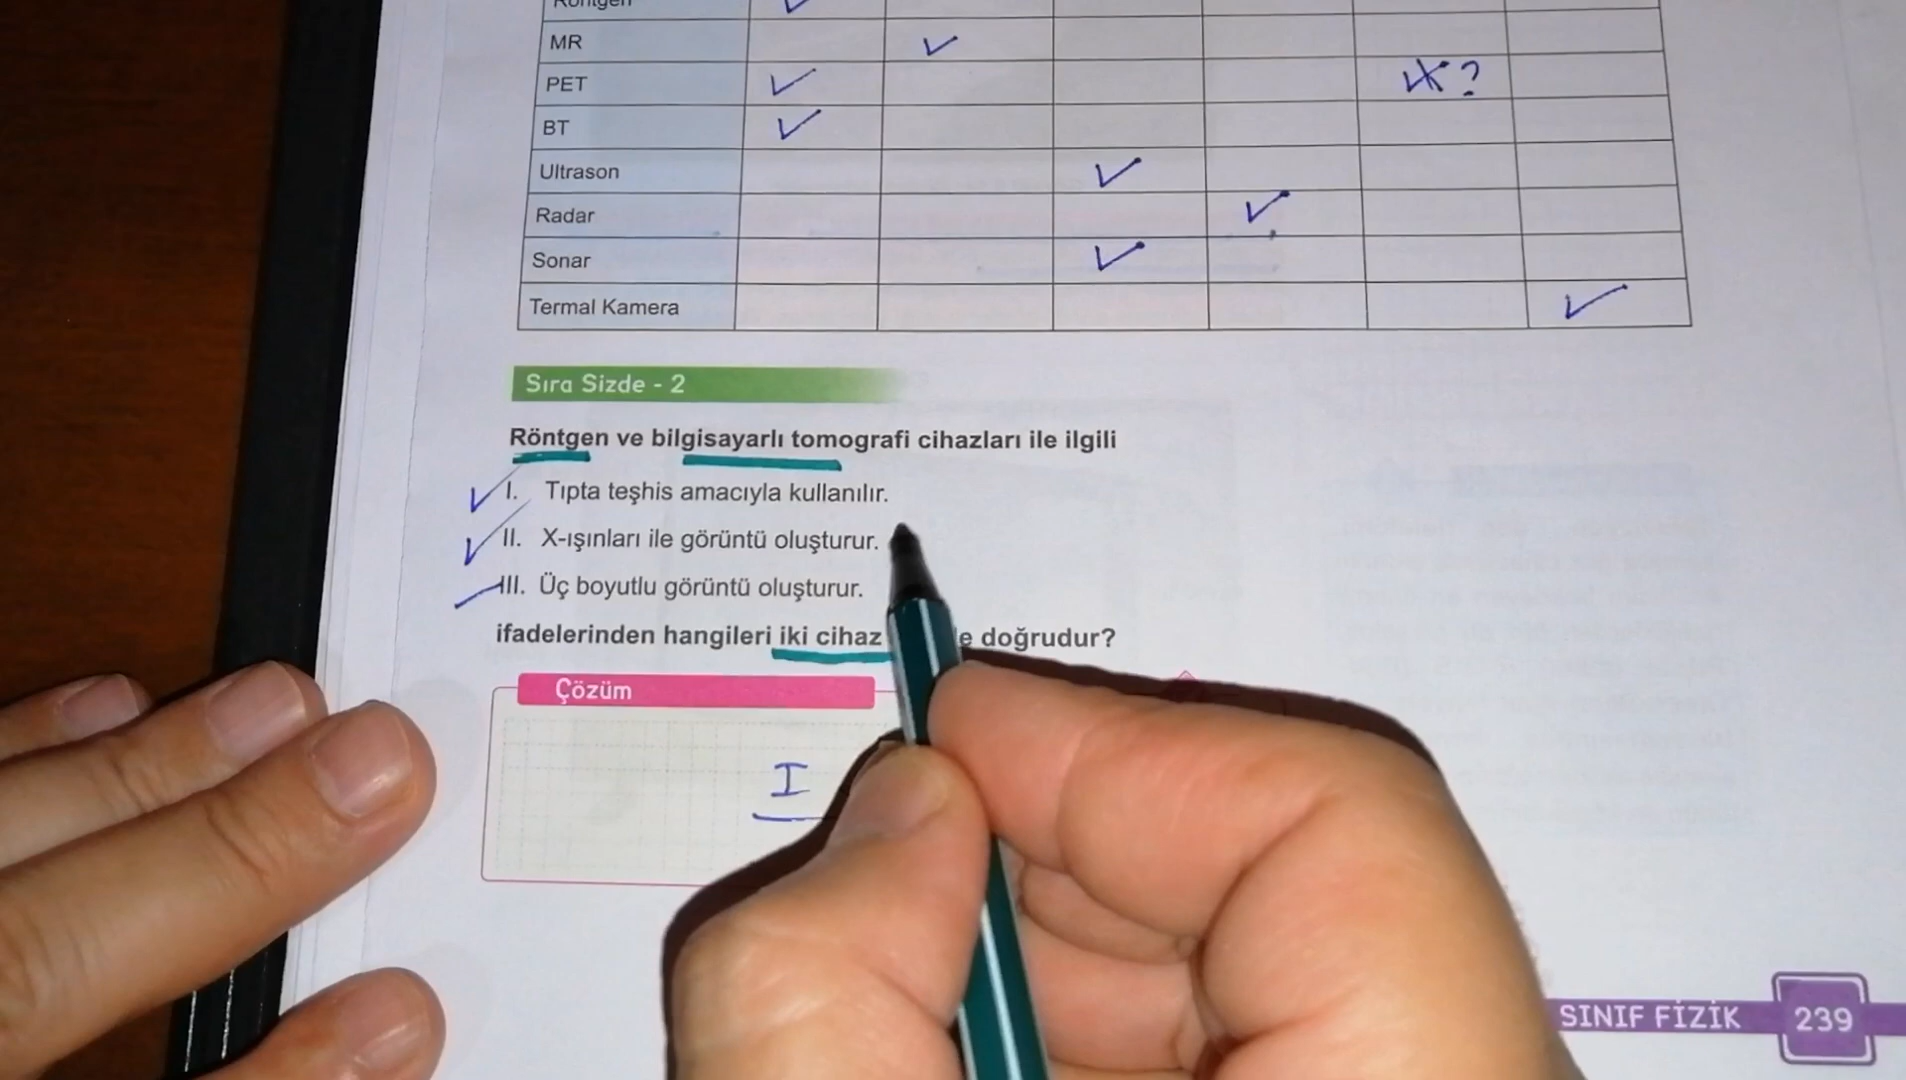 Röntgen
MR
PET
?
BT
Ultrason
Radar
Sonar
Termal Kamera
Sıra Sizde - 2
Röntgen ve bilgisayarlı tomografi cihazları ile ilgili
I. Tıpta teşhis amacıyla kullanılır.
II. X-ışınları ile görüntü oluşturur.
III. Üç boyutlu görüntü oluşturur.
ifadelerinden hangileri iki cihaz doğrudur?
Çözüm
I
SINIF FİZİK
239